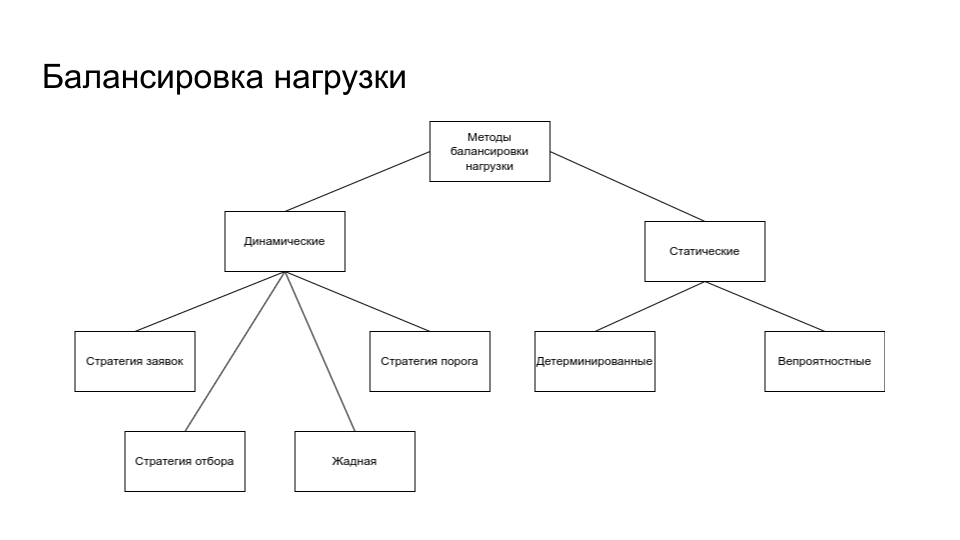 Балансировка нагрузки
Методы
балансировки
нагрузки
Динамические
Статические
Стратегия заявок
Стратегия порога
Детерминированные
Вепроятностные
Стратегия отбора
Жадная